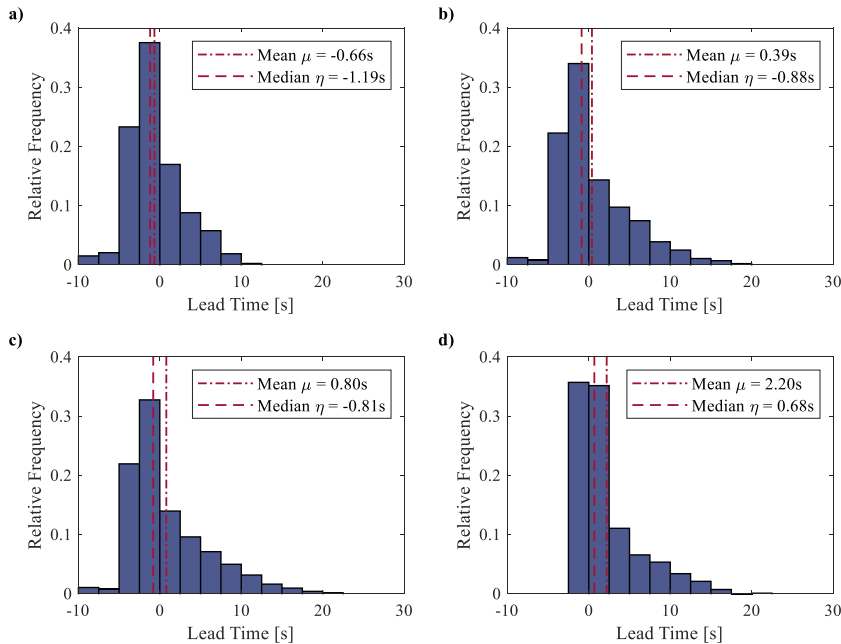 a)
0.4
0.3
0.2
0.1
0
Relative Frequency
Mean μ = -0.66s
Median η = -1.19s
-10
0
10
20
30
Lead Time [s]
b)
0.4
0.3
0.2
0.1
0
Relative Frequency
Mean μ = 0.39s
Median η = -0.88s
-10
0
10
20
30
Lead Time [s]
c)
0.4
0.3
0.2
0.1
0
Relative Frequency
Mean μ = 0.80s
Median η = -0.81s
-10
0
10
20
30
Lead Time [s]
d)
0.4
0.3
0.2
0.1
0
Relative Frequency
Mean μ = 2.20s
Median η = 0.68s
-10
0
10
20
30
Lead Time [s]